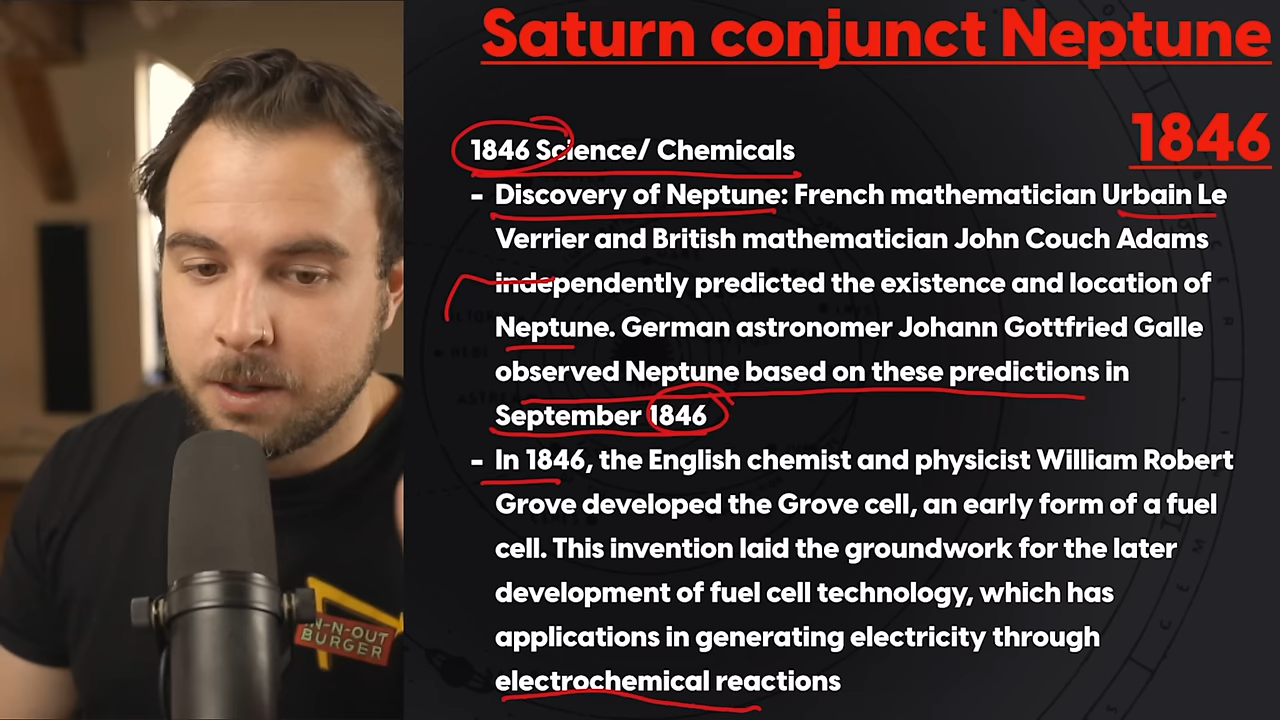 Saturn conjunct Neptune
1846
1846 Science/ Chemicals
- Discovery of Neptune: French mathematician Urbain Le
Verrier and British mathematician John Couch Adams
independently predicted the existence and location of
Neptune. German astronomer Johann Gottfried Galle
observed Neptune based on these predictions in
September 1846
- In 1846, the English chemist and physicist William Robert
Grove developed the Grove cell, an early form of a fuel
cell. This invention laid the groundwork for the later
development of fuel cell technology, which has
applications in generating electricity through
electrochemical reactions
IN-N-OUT
BURGER